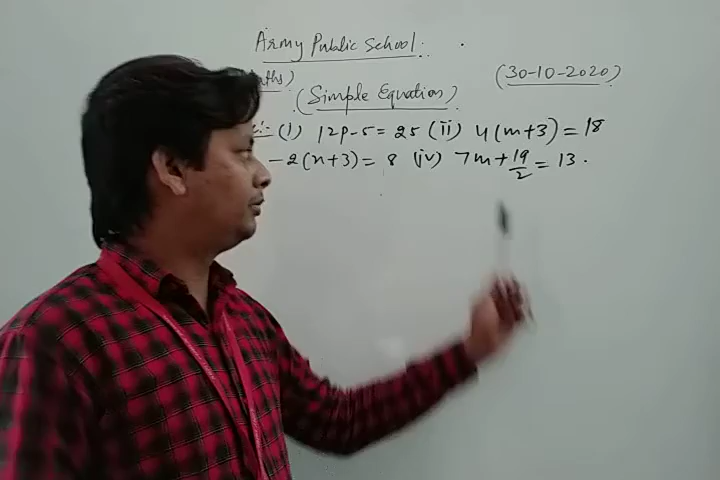 Army Public School.
(30-10-2020)
(Simple Equation)
(i) 12p-5 = 25 (ii) 4(m+3) = 18
-2(n+3) = 8 (iv) 7m + 19/2 = 13.